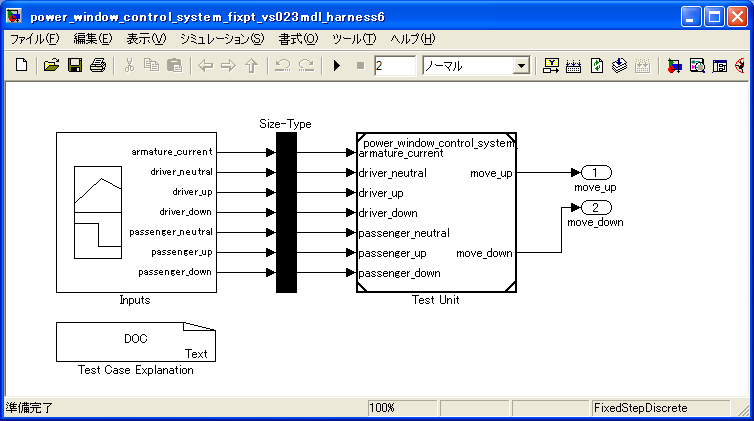 power_window_control_system_fixpt_vs023mdl_harness6
ファイル(F) 編集(E) 表示(V) シミュレーション(S) 書式(O) ツール(T) ヘルプ(H)
2 ノーマル
Size-Type
armature_current
driver_neutral
driver_up
driver_down
passenger_neutral
passenger_up
passenger_down
Inputs
power_window_control_system_
armature_current
driver_neutral
driver_up
driver_down
passenger_neutral
passenger_up
passenger_down
move_up
move_down
Test Unit
1
move_up
2
move_down
DOC
Text
Test Case Explanation
準備完了 100% FixedStepDiscrete